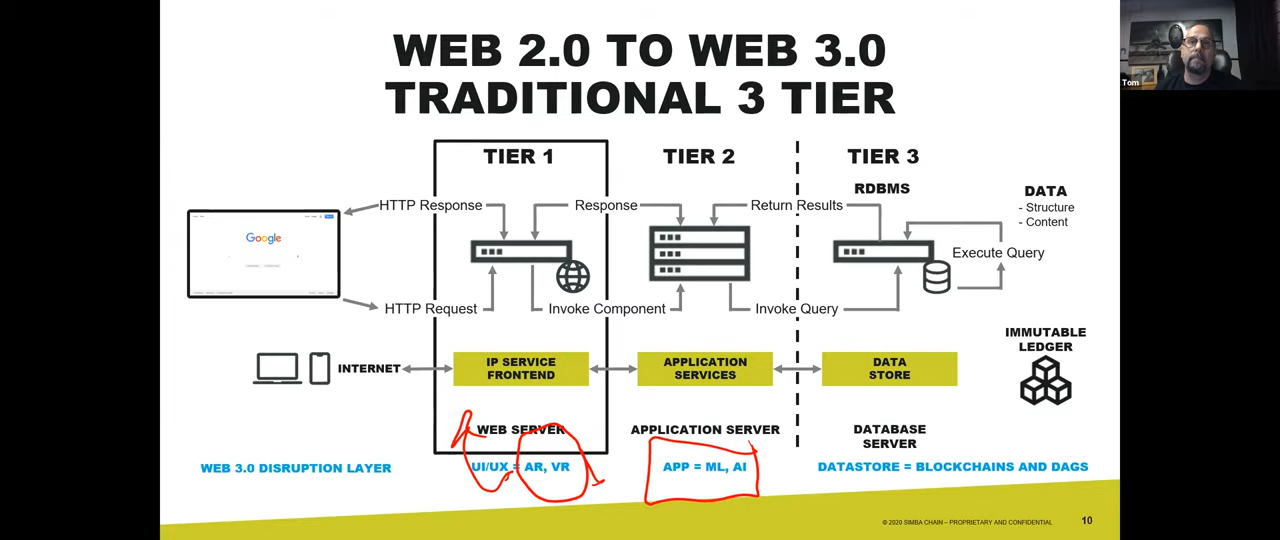 WEB 2.0 TO WEB 3.0
TRADITIONAL 3 TIER
Tom
TIER 1
TIER 2
TIER 3
RDBMS
DATA
- Structure
- Content
HTTP Response
Response
Return Results
Google
Execute Query
HTTP Request
Invoke Component
Invoke Query
IMMUTABLE
LEDGER
INTERNET
IP SERVICE
FRONTEND
APPLICATION
SERVICES
DATA
STORE
WEB SERVER
APPLICATION SERVER
DATABASE
SERVER
WEB 3.0 DISRUPTION LAYER
UI/UX = AR, VR
APP = ML, AI
DATASTORE = BLOCKCHAINS AND DAGS
© 2020 SIMBA CHAIN – PROPRIETARY AND CONFIDENTIAL
10